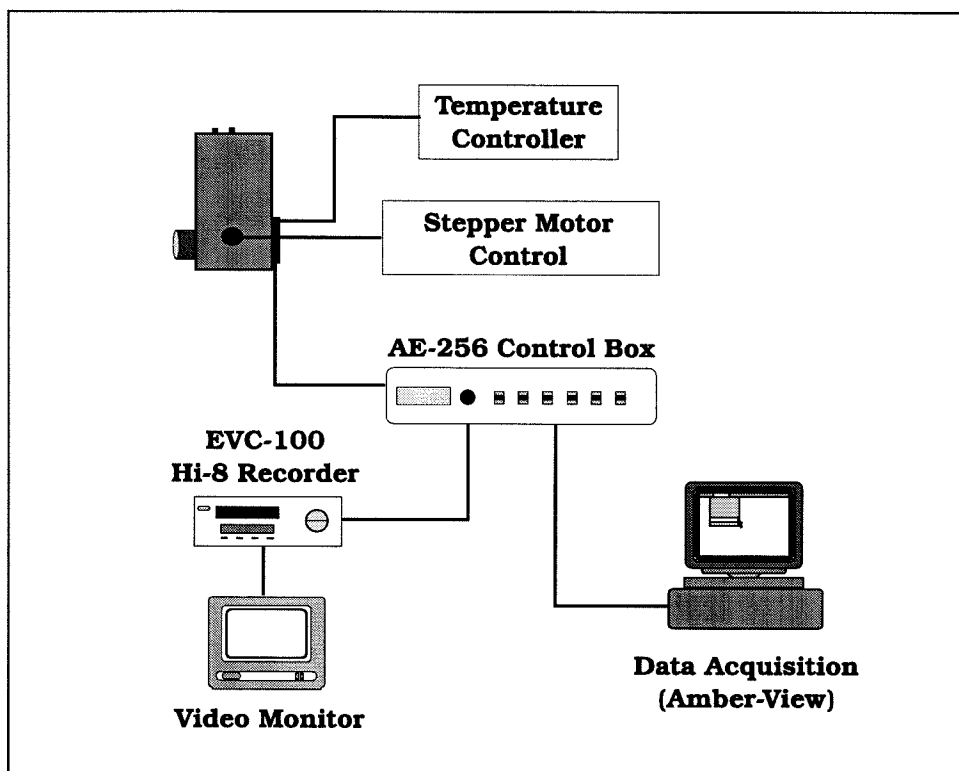 Temperature
Controller
Stepper Motor
Control
AE-256 Control Box
EVC-100
Hi-8 Recorder
Video Monitor
Data Acquisition
(Amber-View)